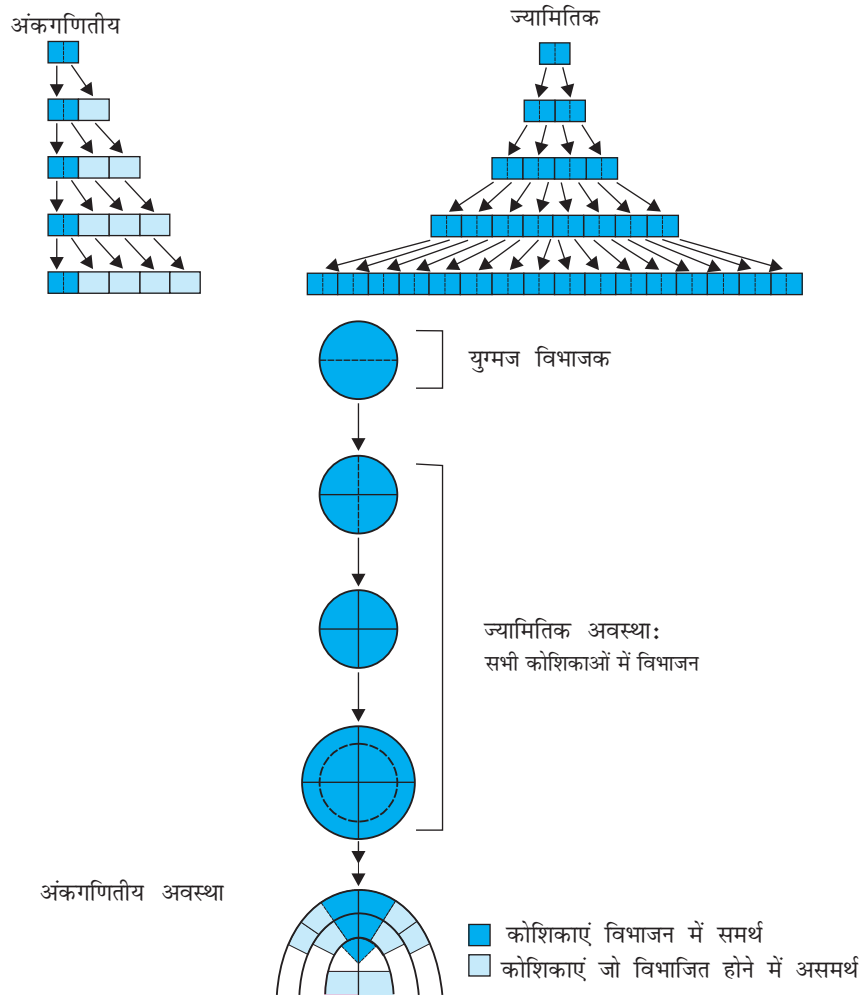 अंकगणितीय
ज्यामितिक
युग्मज विभाजक
ज्यामितिक अवस्था:
सभी कोशिकाओं में विभाजन
अंकगणितीय अवस्था
कोशिकाएं विभाजन में समर्थ
कोशिकाएं जो विभाजित होने में असमर्थ